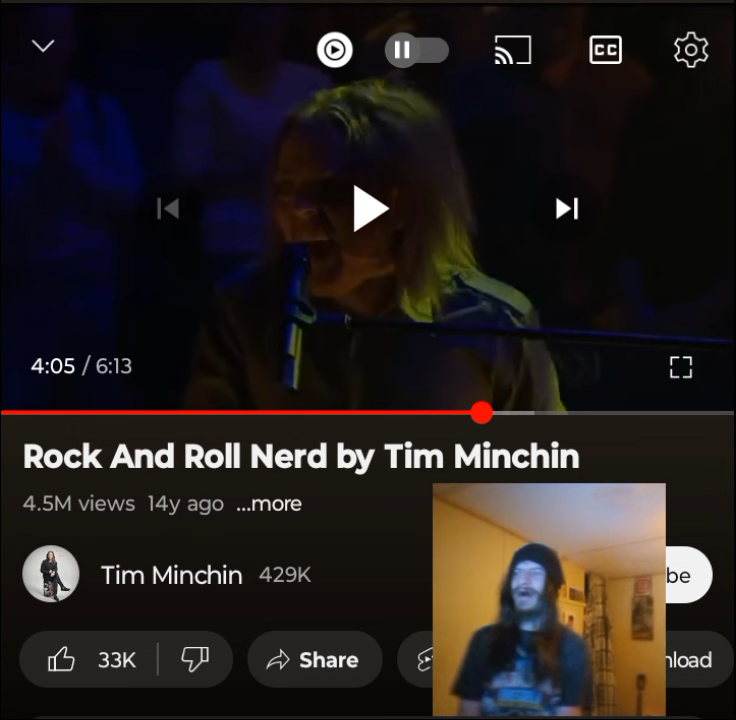 CC
4:05 / 6:13
Rock And Roll Nerd by Tim Minchin
4.5M views 14y ago ...more
Tim Minchin 429K
be
33K Share nload